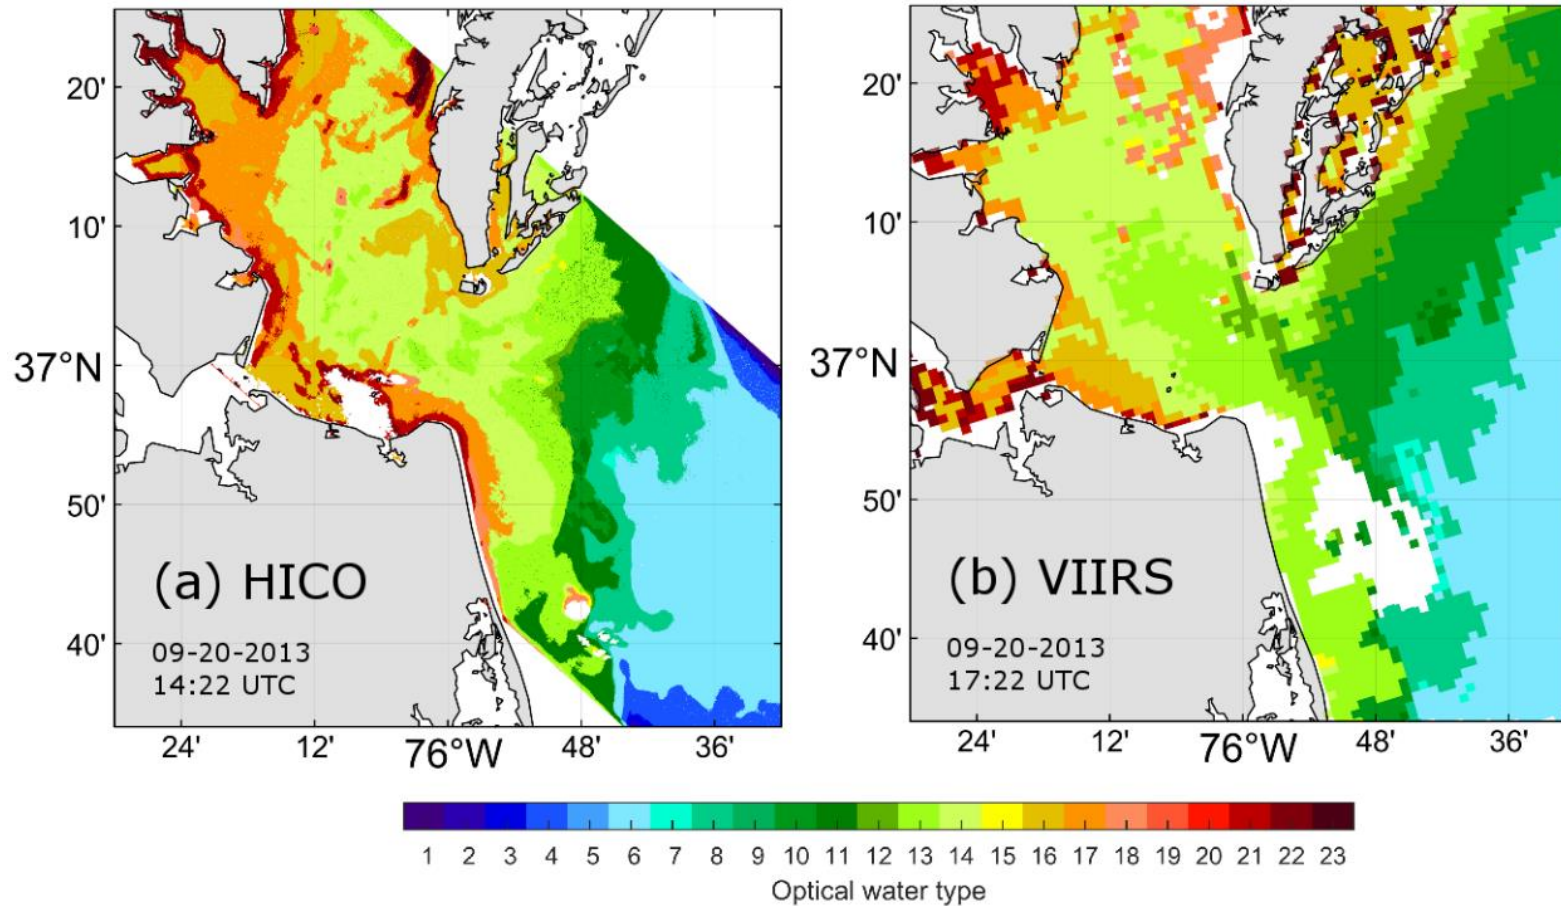 20'
10'
37°N
50'
40'
(a) HICO
09-20-2013
14:22 UTC
24'
12'
76°W
48'
36'
20'
10'
37°N
50'
40'
(b) VIIRS
09-20-2013
17:22 UTC
24'
12'
76°W
48'
36'
1 2 3 4 5 6 7 8 9 10 11 12 13 14 15 16 17 18 19 20 21 22 23
Optical water type